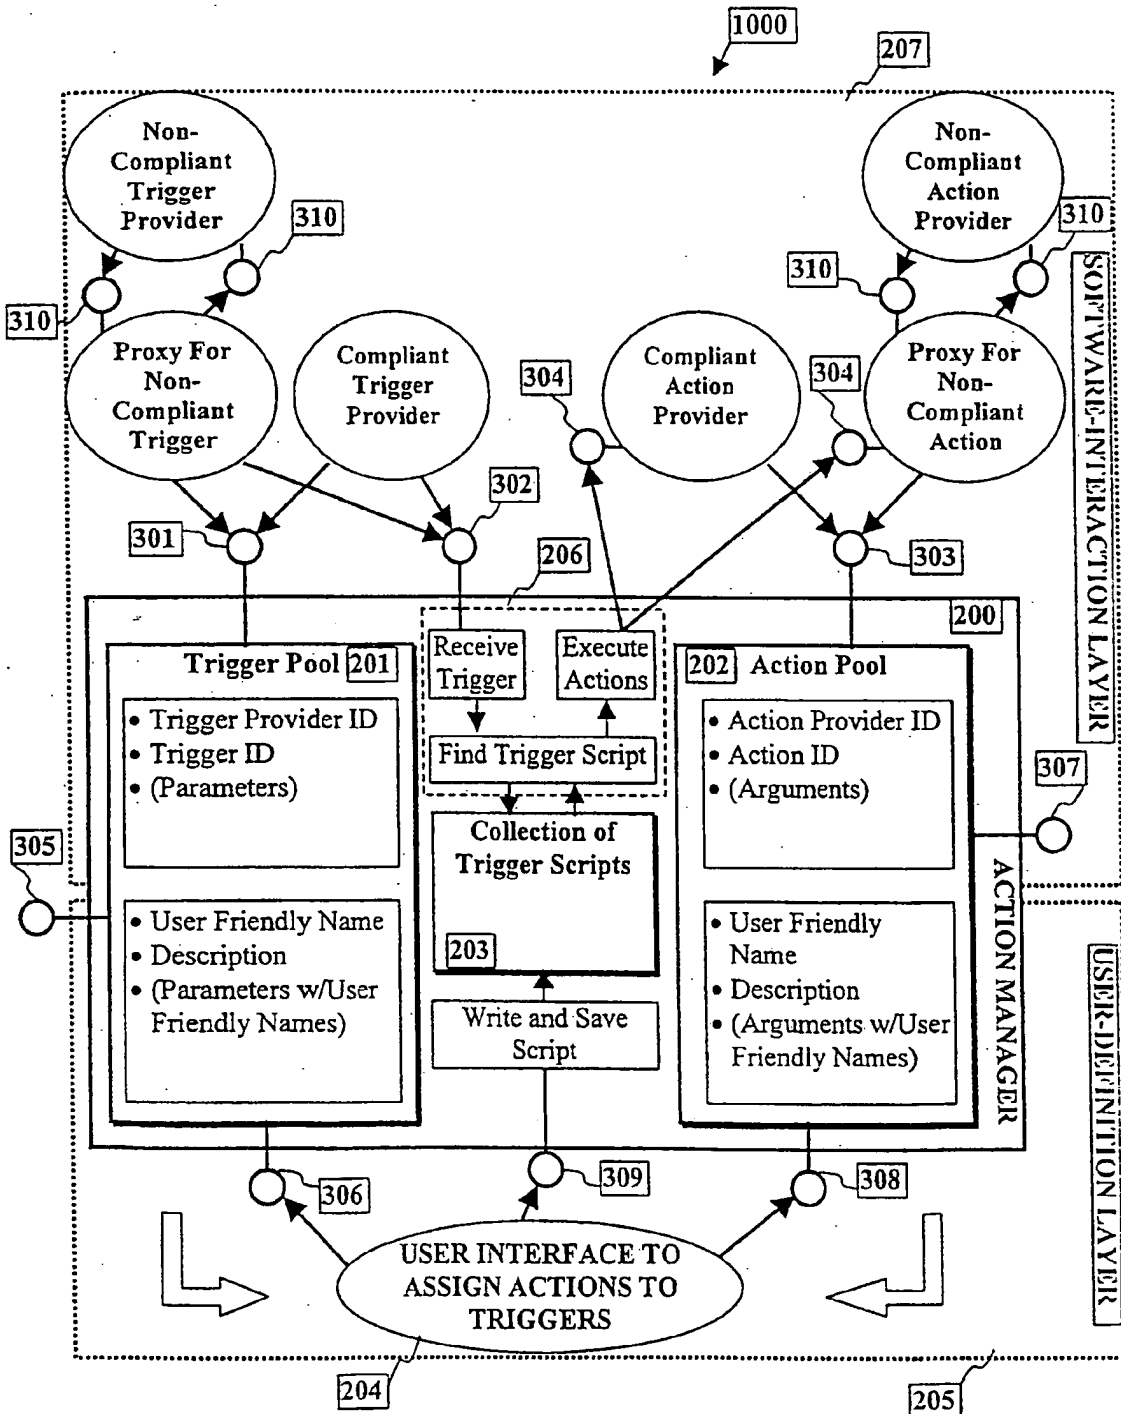 1000
207
Non-
Compliant
Trigger
Provider
Non-
Compliant
Action
Provider
310
310
310
310
Proxy For
Non-
Compliant
Trigger
Compliant
Trigger
Provider
304
Compliant
Action
Provider
304
Proxy For
Non-
Compliant
Action
SOFTWARE-INTERACTION LAYER
301
302
206
303
200
Trigger Pool 201
• Trigger Provider ID
• Trigger ID
• (Parameters)
Receive
Trigger
Execute
Actions
Find Trigger Script
202 Action Pool
• Action Provider ID
• Action ID
• (Arguments)
307
305
Collection of
Trigger Scripts
203
ACTION MANAGER
• User Friendly Name
• Description
• (Parameters w/User
Friendly Names)
Write and Save
Script
• User Friendly
Name
• Description
• (Arguments w/User
Friendly Names)
USER-DEFINITION LAYER
306
309
308
USER INTERFACE TO
ASSIGN ACTIONS TO
TRIGGERS
204
205